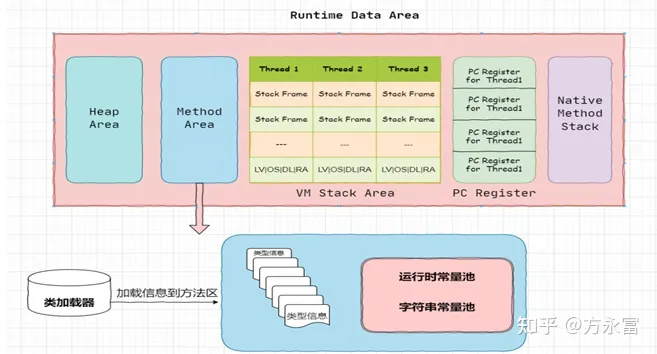 Runtime Data Area
Heap
Area
Method
Area
Thread 1 Thread 2 Thread 3
Stack Frame Stack Frame Stack Frame
Stack Frame Stack Frame Stack Frame
--- --- ---
LV|OS|DL|RA LV|OS|DL|RA LV|OS|DL|RA
VM Stack Area
PC Register
for Thread1
PC Register
for Thread1
PC Register
for Thread1
PC Register
for Thread1
PC Register
Native
Method
Stack
类加载器
加载信息到方法区
类型信息
类型信息
运行时常量池
字符串常量池
知乎 @方永富